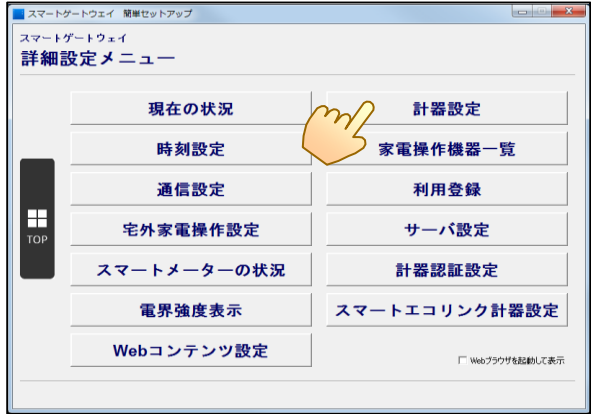 スマートゲートウェイ 簡単セットアップ
スマートゲートウェイ
詳細設定メニュー
現在の状況
計器設定
時刻設定
家電操作機器一覧
通信設定
利用登録
TOP
宅外家電操作設定
サーバ設定
スマートメーターの状況
計器認証設定
電界強度表示
スマートエコリンク計器設定
Webコンテンツ設定
Webブラウザを起動して表示